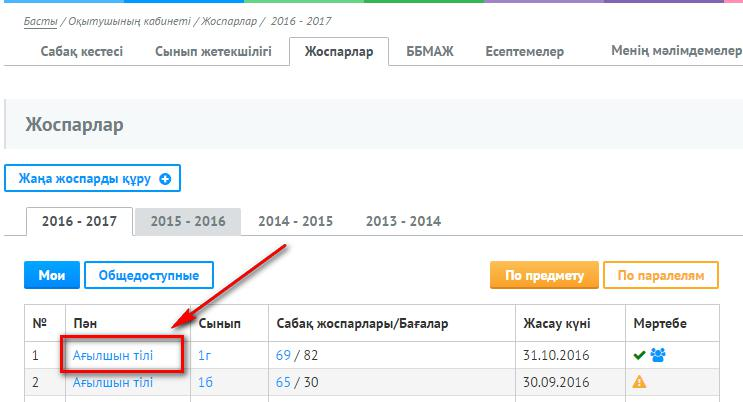 Басты / Оқытушының кабинеті / Жоспарлар / 2016 - 2017
Сабақ кестесі Сынып жетекшілігі Жоспарлар ББМАЖ Есептемелер Менің мәлімдемелер
Жоспарлар
Жаңа жоспарды құру
2016 - 2017 2015 - 2016 2014 - 2015 2013 - 2014
Мои Общедоступные По предмету По паралелям
№ Пән Сынып Сабақ жоспарлары/Бағалар Жасау күні Мәртебе
1 Ағылшын тілі 1г 69 / 82 31.10.2016
2 Ағылшын тілі 1б 65 / 30 30.09.2016